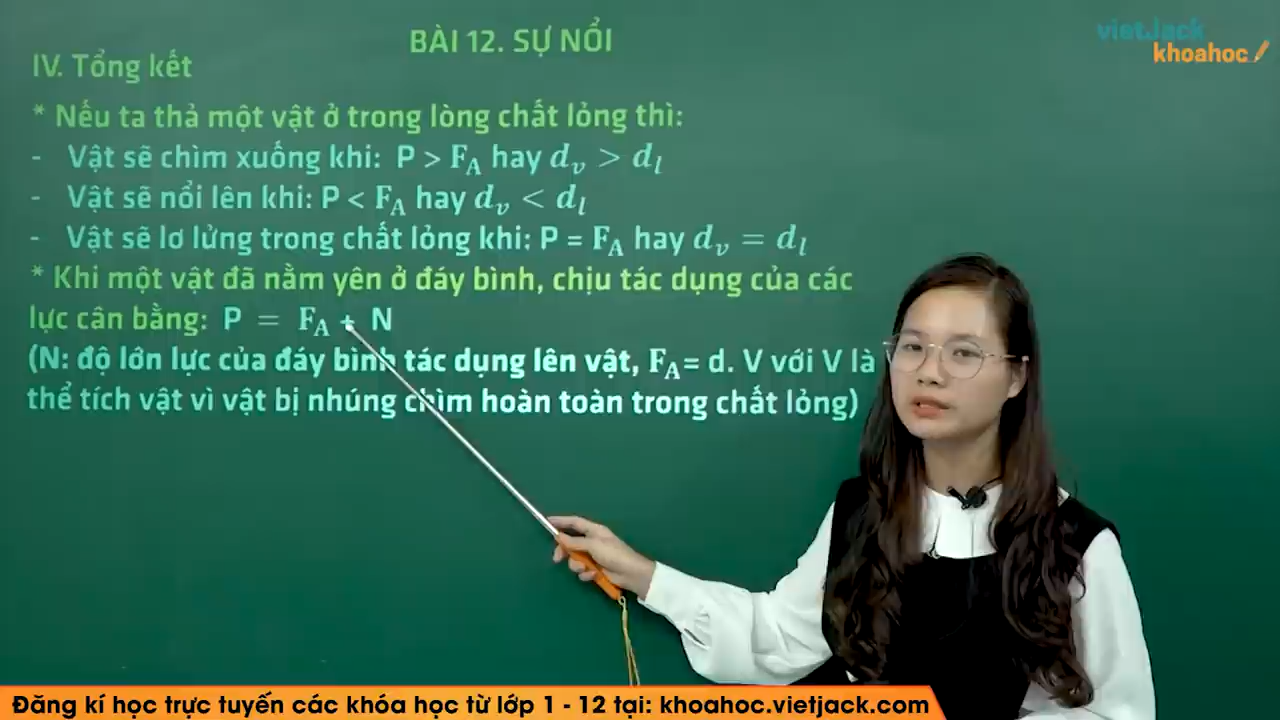 BÀI 12. SỰ NỔI
vietJack
khoahoc
IV. Tổng kết
* Nếu ta thả một vật ở trong lòng chất lỏng thì:
- Vật sẽ chìm xuống khi: P > F_A hay d_v > d_l
- Vật sẽ nổi lên khi: P < F_A hay d_v < d_l
- Vật sẽ lơ lửng trong chất lỏng khi: P = F_A hay d_v = d_l
* Khi một vật đã nằm yên ở đáy bình, chịu tác dụng của các
lực cân bằng: P = F_A + N
(N: độ lớn lực của đáy bình tác dụng lên vật, F_A= d. V với V là
thể tích vật vì vật bị nhúng chìm hoàn toàn trong chất lỏng)
Đăng kí học trực tuyến các khóa học từ lớp 1 - 12 tại: khoahoc.vietjack.com